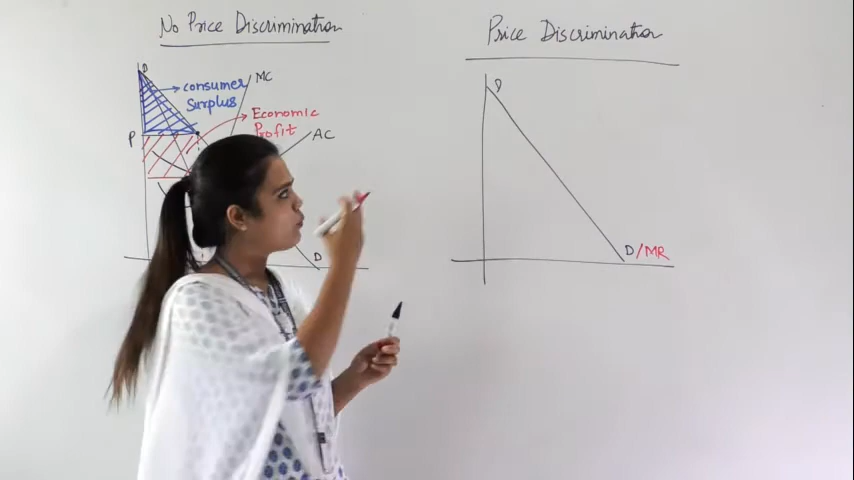 No Price Discrimination
D
consumer
Surplus
MC
Economic
Profit
AC
P
D
Price Discrimination
D
D/MR